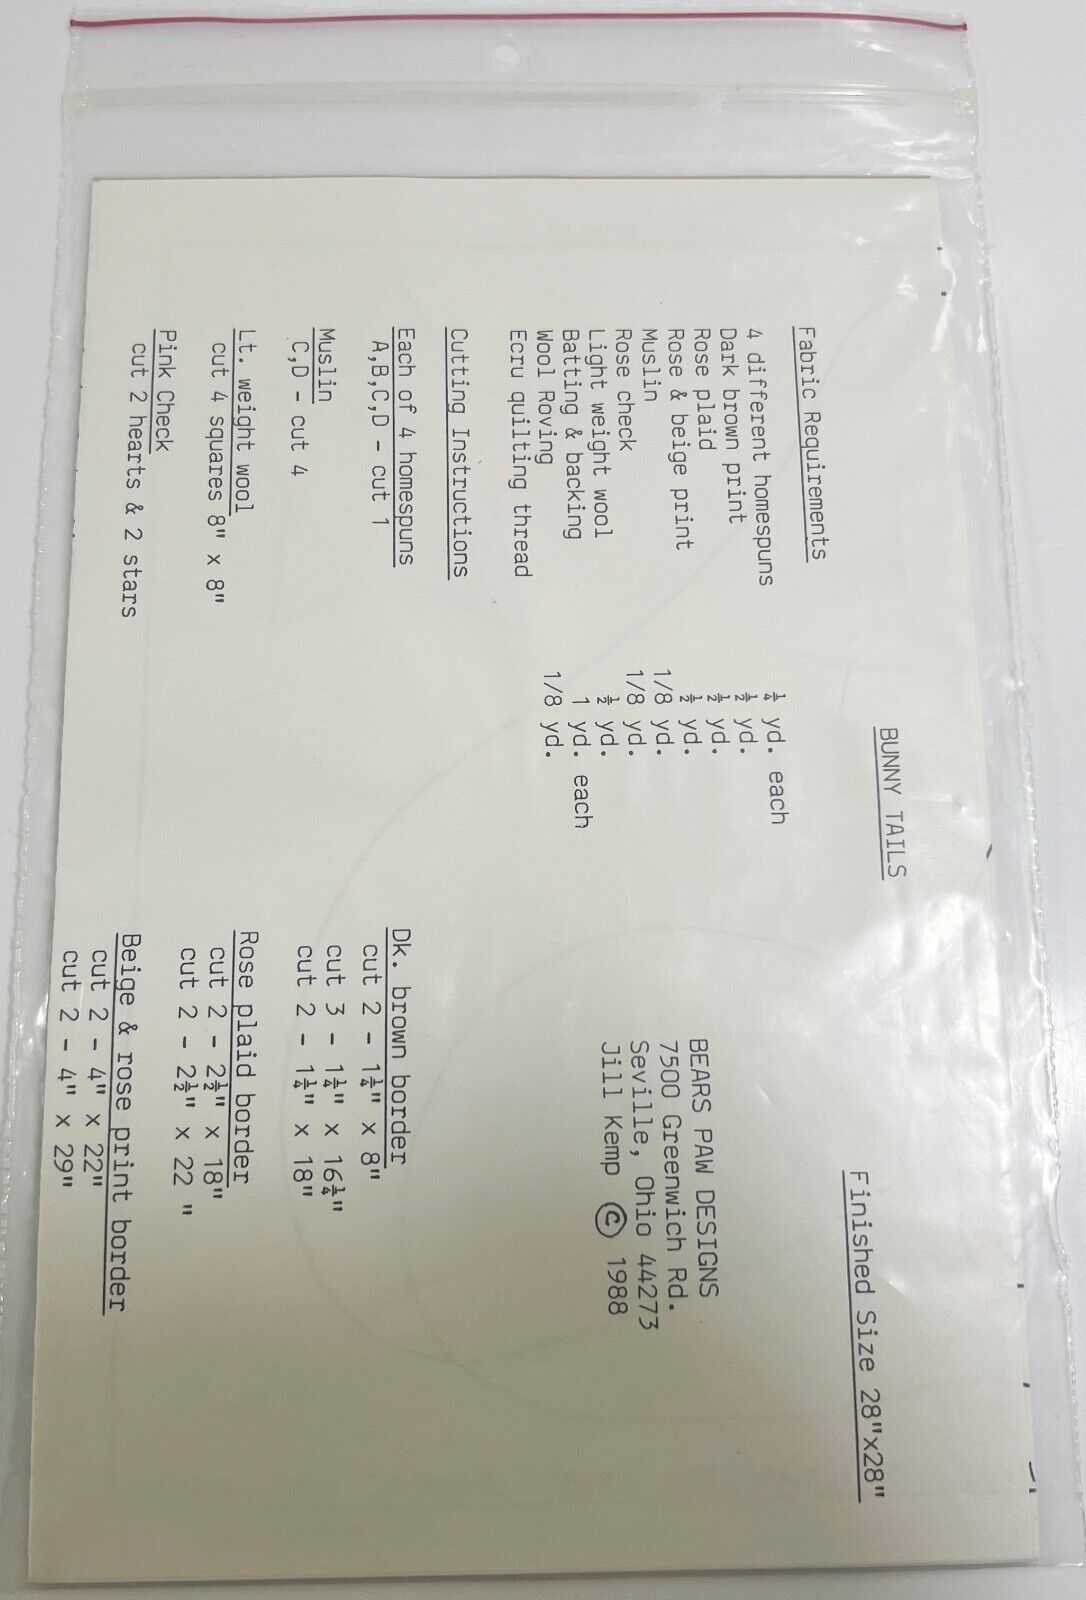 BUNNY TAILS
Finished Size 28"x28"
Fabric Requirements
4 different homespuns ¼ yd. each
Dark brown print ½ yd.
Rose plaid ½ yd.
Rose & beige print ½ yd.
Muslin 1/8 yd.
Rose check 1/8 yd.
Light weight wool ½ yd.
Batting & backing 1 yd. each
Wool Roving 1/8 yd.
Ecru quilting thread
BEARS PAW DESIGNS
7500 Greenwich Rd.
Seville, Ohio 44273
Jill Kemp © 1988
Cutting Instructions
Each of 4 homespuns
A,B,C,D - cut 1
Muslin
C,D - cut 4
Lt. weight wool
cut 4 squares 8" x 8"
Pink Check
cut 2 hearts & 2 stars
Dk. brown border
cut 2 - 1¼" x 8"
cut 3 - 1¼" x 16¼"
cut 2 - 1¼" x 18"
Rose plaid border
cut 2 - 2½" x 18"
cut 2 - 2½" x 22 "
Beige & rose print border
cut 2 - 4" x 22"
cut 2 - 4" x 29"